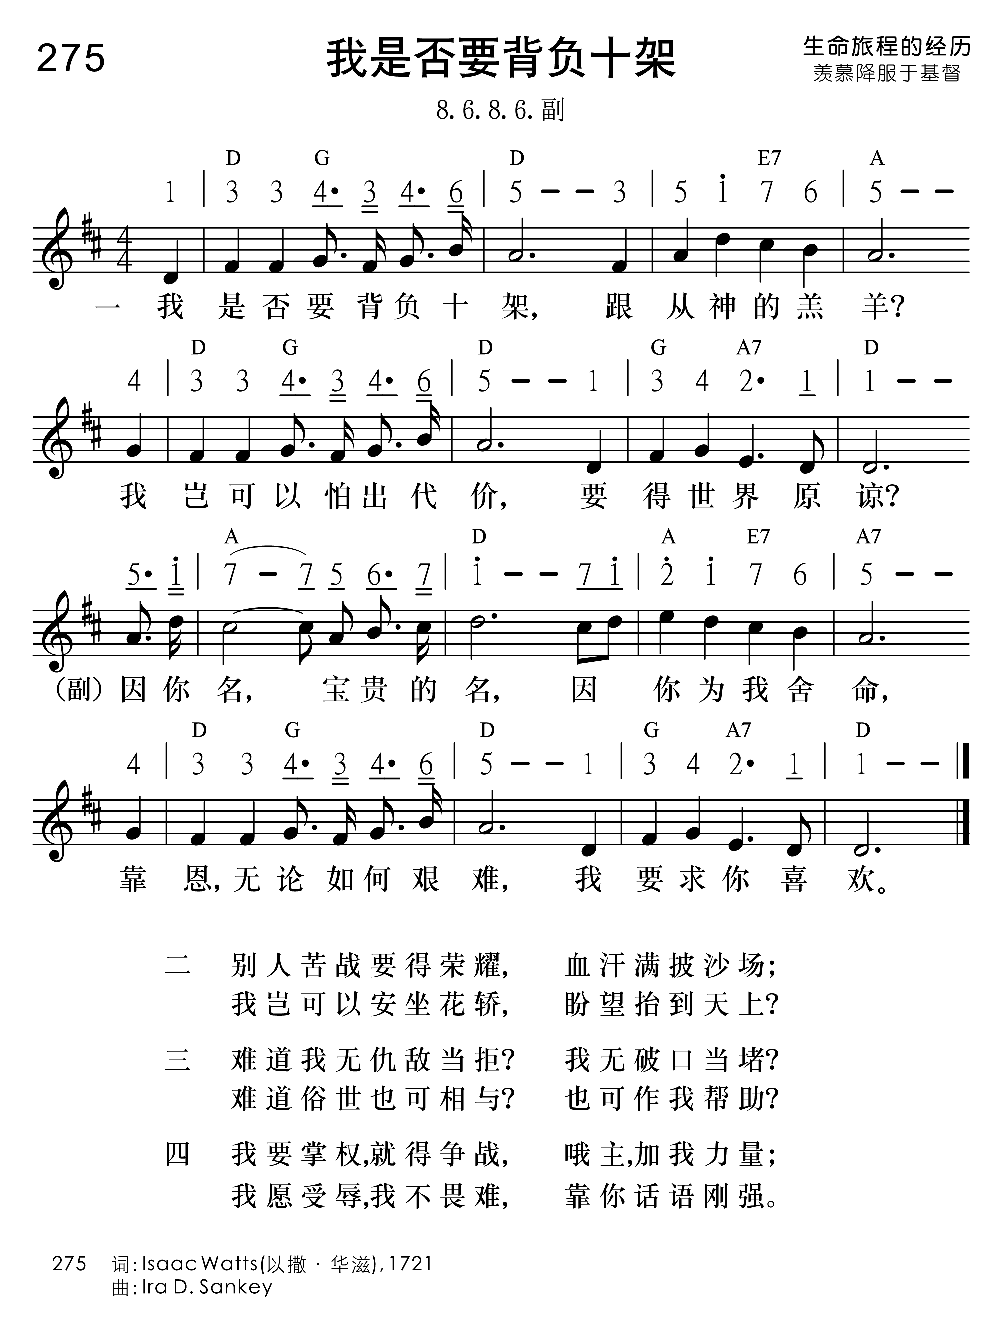 275 我是否要背负十架 生命旅程的经历
羡慕降服于基督
8.6.8.6.副
D G D E7 A
1 | 3 3 4• 3 4• 6 | 5 – – 3 | 5 1 7 6 | 5 – –
4/4
一 我 是 否 要 背 负 十 架， 跟 从 神 的 羔 羊？
D G D G A7 D
4 | 3 3 4• 3 4• 6 | 5 – – 1 | 3 4 2• 1 | 1 – –
我 岂 可 以 怕 出 代 价， 要 得 世 界 原 谅？
A D A E7 A7
5• 1 | 7 – 7 5 6• 7 | 1 – – 7 1 | 2 1 7 6 | 5 – –
（副）因 你 名， 宝 贵 的 名， 因 你 为 我 舍 命，
D G D G A7 D
4 | 3 3 4• 3 4• 6 | 5 – – 1 | 3 4 2• 1 | 1 – –
靠 恩，无 论 如 何 艰 难， 我 要 求 你 喜 欢。
二 别人苦战要得荣耀， 血汗满披沙场；
我岂可以安坐花轿， 盼望抬到天上？
三 难道我无仇敌当拒？ 我无破口当堵？
难道俗世也可相与？ 也可作我帮助？
四 我要掌权，就得争战， 哦主，加我力量；
我愿受辱，我不畏难， 靠你话语刚强。
275 词：Isaac Watts(以撒·华滋)，1721
曲：Ira D. Sankey